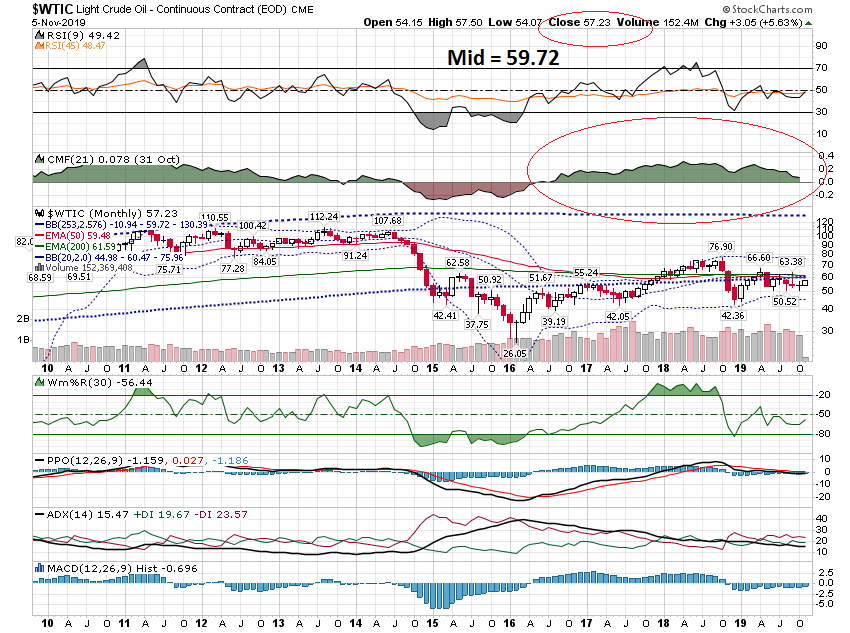 $WTIC Light Crude Oil - Continuous Contract (EOD) CME © StockCharts.com
5-Nov-2019 Open 54.15 High 57.50 Low 54.07 Close 57.23 Volume 152.4M Chg +3.05 (+5.63%)
RSI(9) 49.42
RSI(45) 48.47
Mid = 59.72
90
70
50
30
10
CMF(21) 0.078 (31 Oct)
0.4
0.2
0.0
-0.2
$WTIC (Monthly) 57.23
BB(253,2.576) -10.94 - 59.72 - 130.39
EMA(50) 59.48
EMA(200) 61.59
BB(20,2.0) 44.98 - 60.47 - 75.96
Volume 152,369,408
82.0
68.59
69.51
75.71
110.55
77.28
100.42
84.05
112.24
91.24
107.68
42.41
62.58
37.75
50.92
26.05
51.67
39.19
55.24
42.05
76.90
42.36
66.60
50.52
63.38
120
110
100
90
80
70
60
50
40
30
2B
1B
10 A J O 11 A J O 12 A J O 13 A J O 14 A J O 15 A J O 16 A J O 17 A J O 18 A J O 19 A J O
Wm%R(30) -56.44
-20
-50
-80
PPO(12,26,9) -1.159, 0.027, -1.186
10
0
-10
-20
ADX(14) 15.47 +DI 19.67 -DI 23.57
40
30
20
10
MACD(12,26,9) Hist -0.696
2.5
0.0
-2.5
-5.0
10 A J O 11 A J O 12 A J O 13 A J O 14 A J O 15 A J O 16 A J O 17 A J O 18 A J O 19 A J O